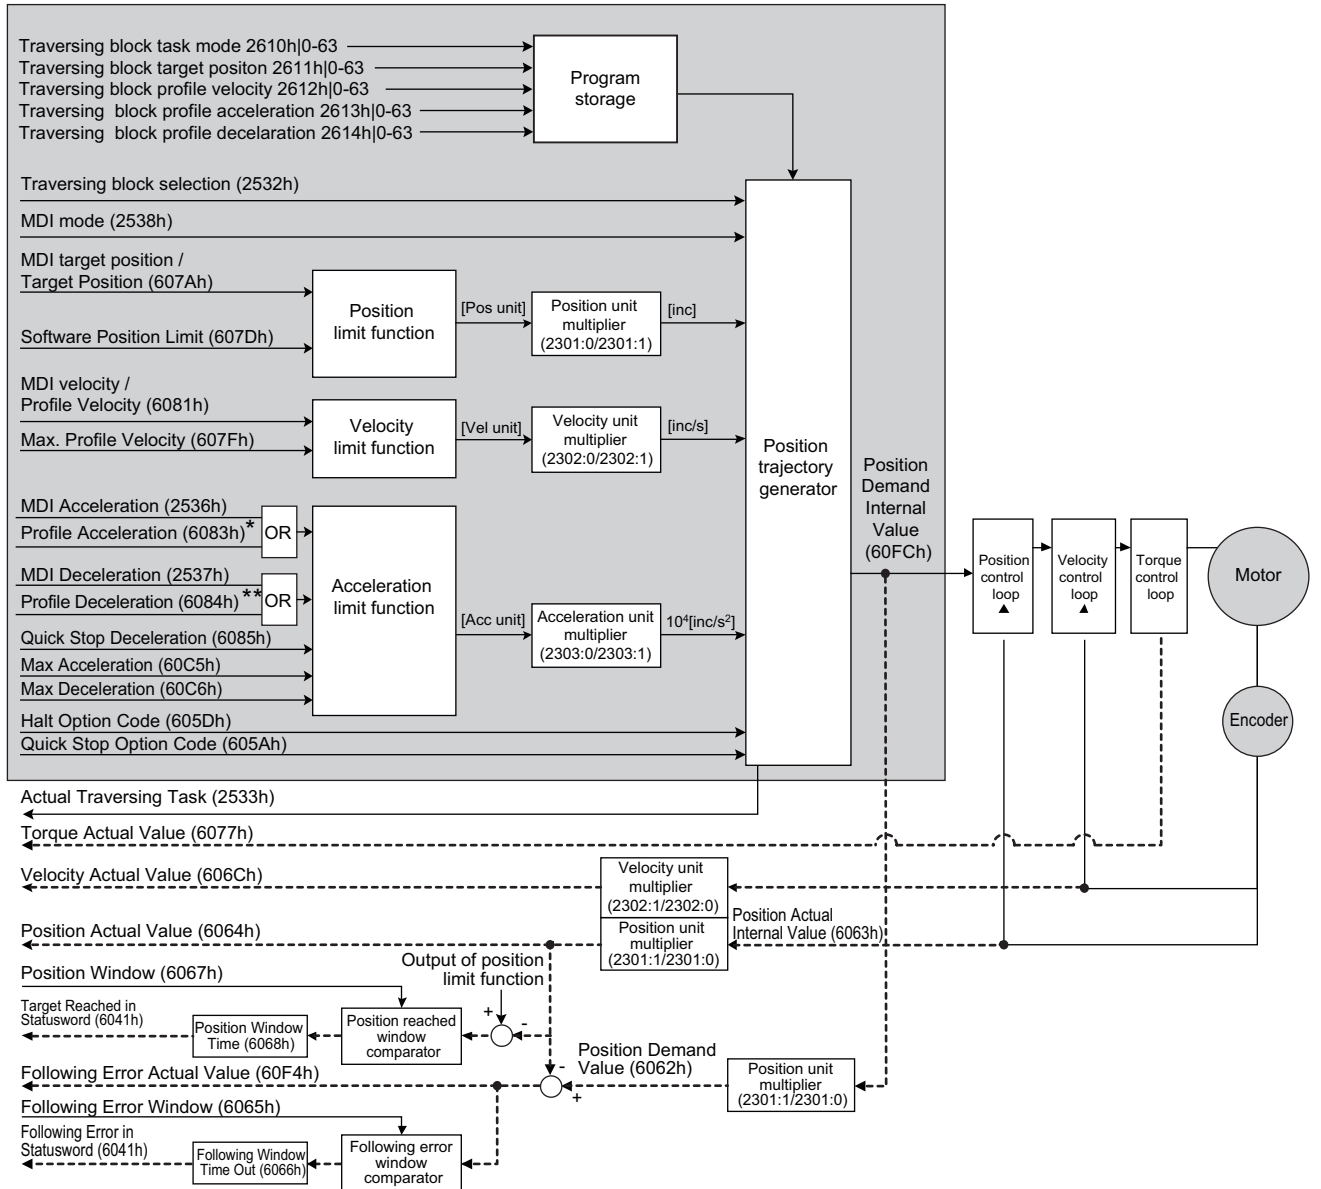 Traversing block task mode 2610h|0-63
Traversing block target positon 2611h|0-63
Traversing block profile velocity 2612h|0-63
Traversing  block profile acceleration 2613h|0-63
Traversing  block profile decelaration 2614h|0-63
Program
storage
Traversing block selection (2532h)
MDI mode (2538h)
MDI target position /
Target Position (607Ah)
Software Position Limit (607Dh)
Position
limit function
[Pos unit]
Position unit
multiplier
(2301:0/2301:1)
[inc]
MDI velocity /
Profile Velocity (6081h)
Max. Profile Velocity (607Fh)
Velocity
limit function
[Vel unit]
Velocity unit
multiplier
(2302:0/2302:1)
[inc/s]
Position
trajectory
generator
Position
Demand
Internal
Value
(60FCh)
MDI Acceleration (2536h)
Profile Acceleration (6083h)*
OR
MDI Deceleration (2537h)
Profile Deceleration (6084h)**
OR
Quick Stop Deceleration (6085h)
Max Acceleration (60C5h)
Max Deceleration (60C6h)
Acceleration
limit function
[Acc unit]
Acceleration unit
multiplier
(2303:0/2303:1)
10⁴[inc/s²]
Halt Option Code (605Dh)
Quick Stop Option Code (605Ah)
Position
control
loop
Velocity
control
loop
Torque
control
loop
Motor
Encoder
Actual Traversing Task (2533h)
Torque Actual Value (6077h)
Velocity Actual Value (606Ch)
Velocity unit
multiplier
(2302:1/2302:0)
Position Actual Value (6064h)
Position unit
multiplier
(2301:1/2301:0)
Position Actual
Internal Value (6063h)
Position Window (6067h)
Output of position
limit function
+
-
Target Reached in
Statusword (6041h)
Position Window
Time (6068h)
Position reached
window
comparator
Following Error Actual Value (60F4h)
-
+
Position Demand
Value (6062h)
Position unit
multiplier
(2301:1/2301:0)
Following Error Window (6065h)
Following Error in
Statusword (6041h)
Following Window
Time Out (6066h)
Following error
window
comparator